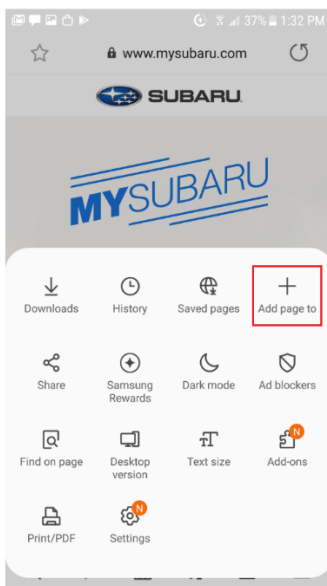 37% 1:32 PM
www.mysubaru.com
SUBARU
MYSUBARU
Downloads History Saved pages Add page to
Share Samsung Rewards Dark mode Ad blockers
Find on page Desktop version Text size Add-ons N
Print/PDF Settings N